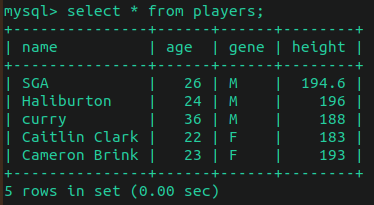 mysql> select * from players;
+---------------+------+------+--------+
| name          | age  | gene | height |
+---------------+------+------+--------+
| SGA           |   26 | M    |  194.6 |
| Haliburton    |   24 | M    |    196 |
| curry         |   36 | M    |    188 |
| Caitlin Clark |   22 | F    |    183 |
| Cameron Brink |   23 | F    |    193 |
+---------------+------+------+--------+
5 rows in set (0.00 sec)